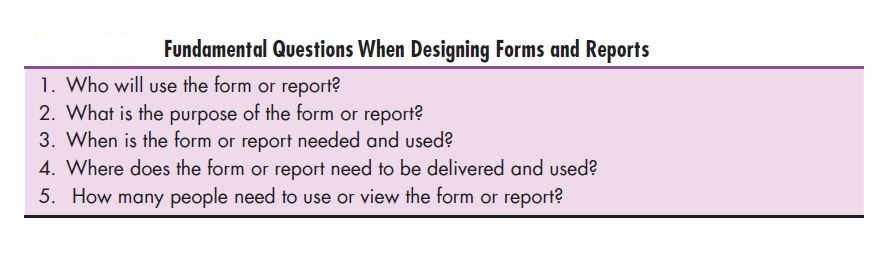 Fundamental Questions When Designing Forms and Reports
1. Who will use the form or report?
2. What is the purpose of the form or report?
3. When is the form or report needed and used?
4. Where does the form or report need to be delivered and used?
5. How many people need to use or view the form or report?